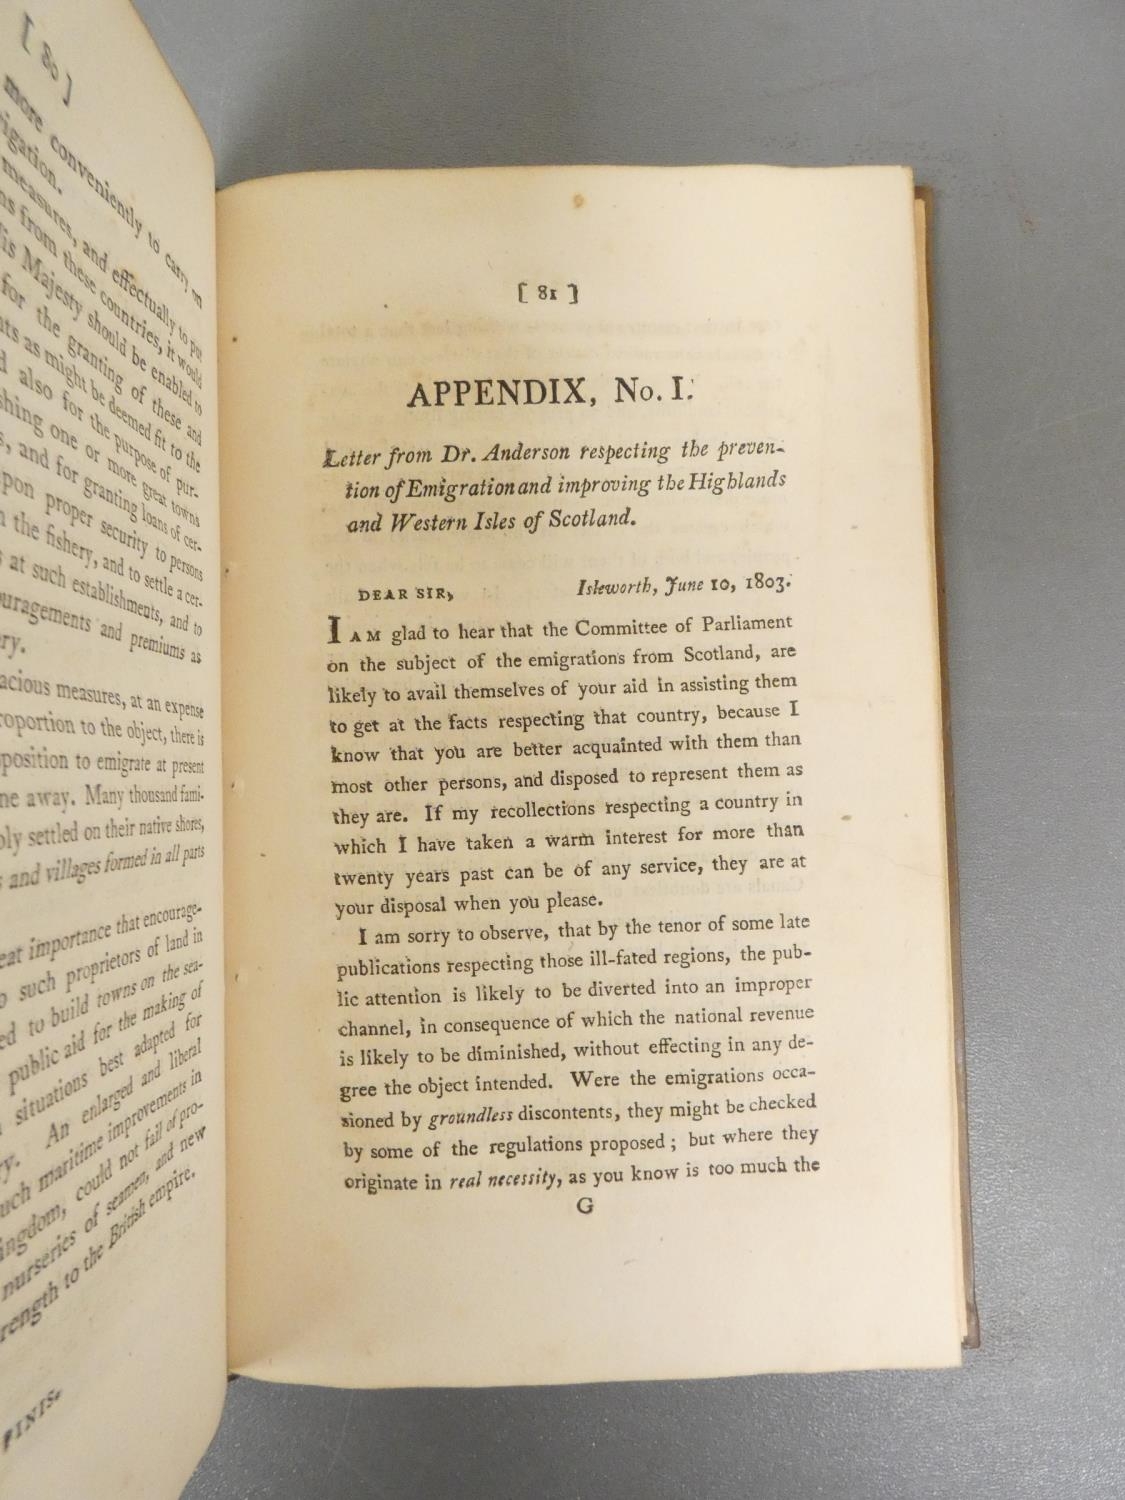 [ 80 ]
more conveniently to carry on
measures, and effectually to put
from these countries, it would
Majesty should be enabled to
for the granting of these and
as might be deemed fit to the
also for the purpose of pur-
one or more great towns
and for granting loans of cer-
proper security to persons
the fishery, and to settle a cer-
at such establishments, and to
and premiums as
measures, at an expense
to the object, there is
to emigrate at present
away. Many thousand fami-
settled on their native shores,
and villages formed in all parts
importance that encourage-
such proprietors of land in
to build towns on the sea-
public aid for the making of
situations best adapted for
An enlarged and liberal
maritime improvements in
could not fail of pro-
nurseries of seamen, and new
to the British empire.
FINIS.
[ 81 ]
APPENDIX, No. I.
Letter from Dr. Anderson respecting the preven-
tion of Emigration and improving the Highlands
and Western Isles of Scotland.
DEAR SIR, Isleworth, June 10, 1803.
I AM glad to hear that the Committee of Parliament
on the subject of the emigrations from Scotland, are
likely to avail themselves of your aid in assisting them
to get at the facts respecting that country, because I
know that you are better acquainted with them than
most other persons, and disposed to represent them as
they are. If my recollections respecting a country in
which I have taken a warm interest for more than
twenty years past can be of any service, they are at
your disposal when you please.
I am sorry to observe, that by the tenor of some late
publications respecting those ill-fated regions, the pub-
lic attention is likely to be diverted into an improper
channel, in consequence of which the national revenue
is likely to be diminished, without effecting in any de-
gree the object intended. Were the emigrations occa-
sioned by groundless discontents, they might be checked
by some of the regulations proposed ; but where they
originate in real necessity, as you know is too much the
G